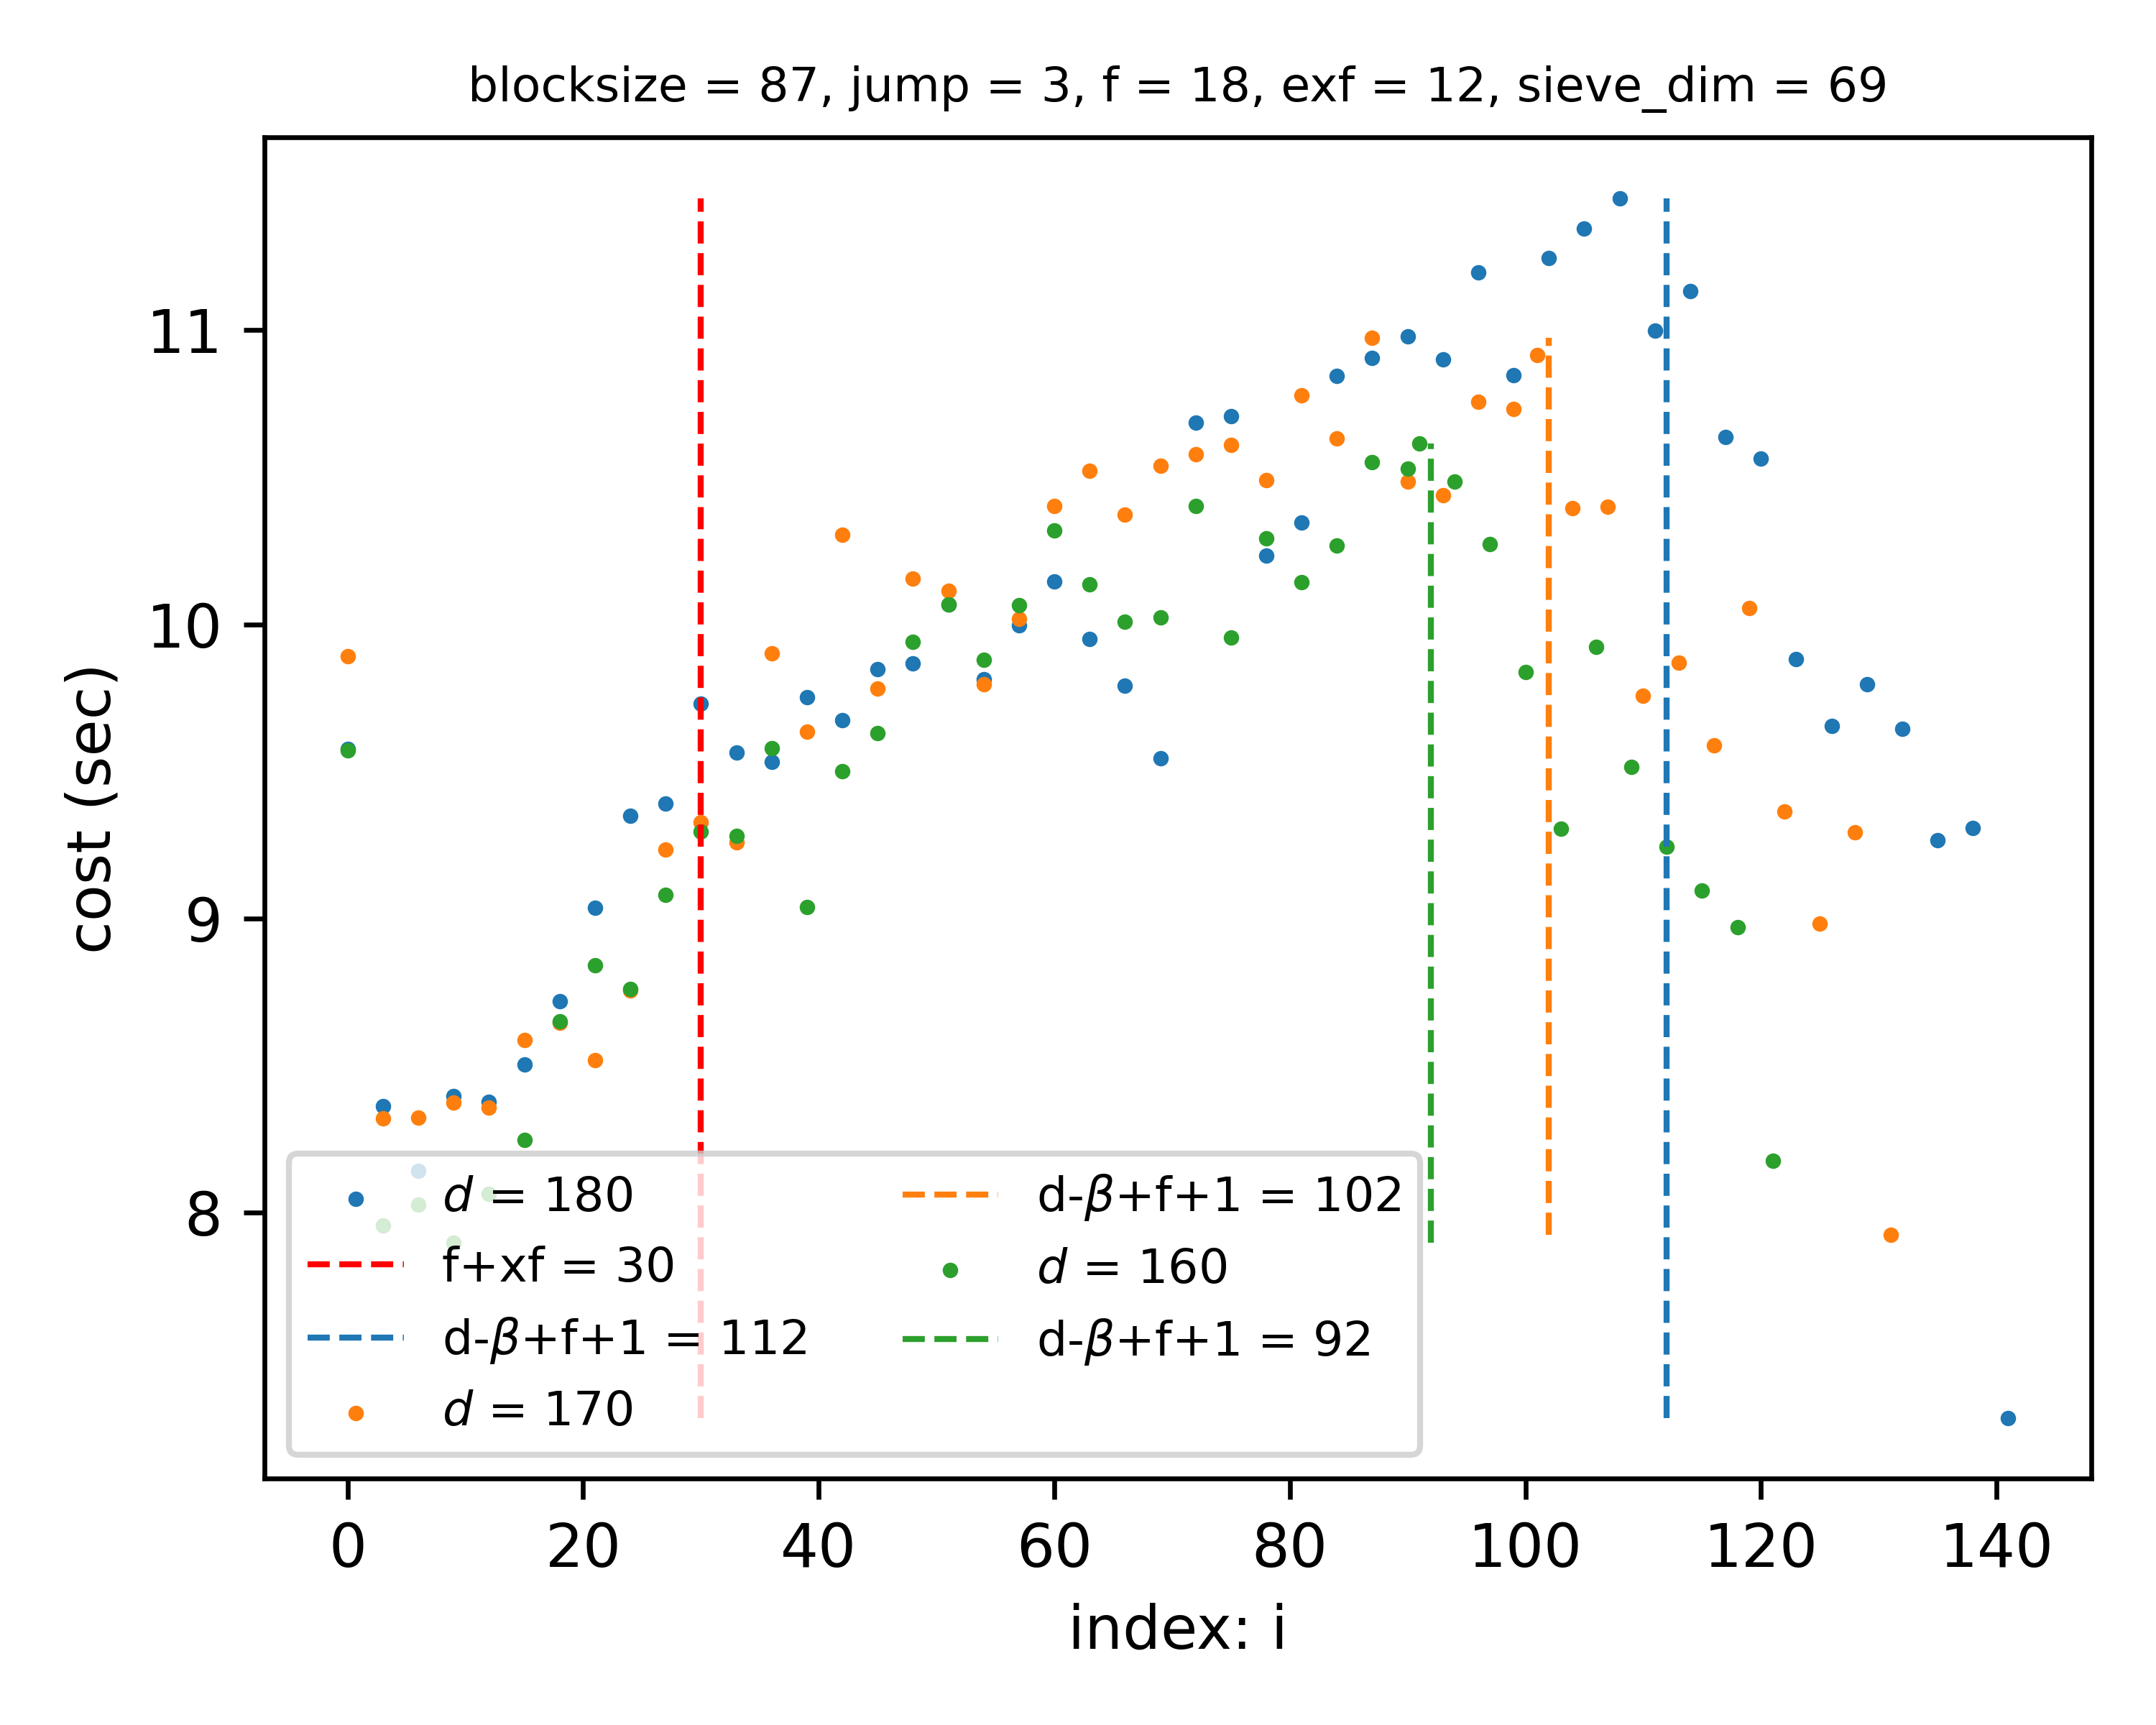 blocksize = 87, jump = 3, f = 18, exf = 12, sieve_dim = 69
11
10
9
8
cost (sec)
d = 180
f+xf = 30
d-β+f+1 = 112
d = 170
d-β+f+1 = 102
d = 160
d-β+f+1 = 92
0 20 40 60 80 100 120 140
index: i